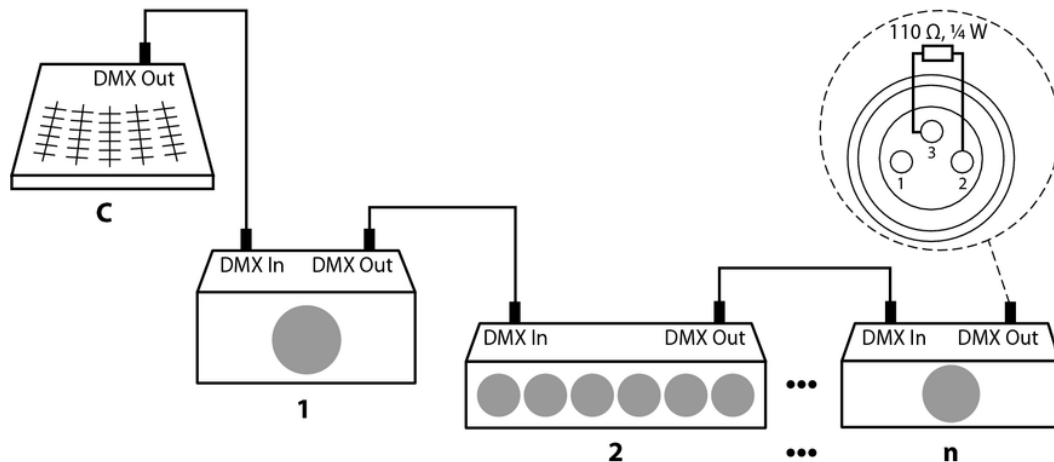 110 Ω, ¼ W
DMX Out
3
1
2
C
DMX In
DMX Out
DMX In
DMX Out
DMX In
DMX Out
1
2
n